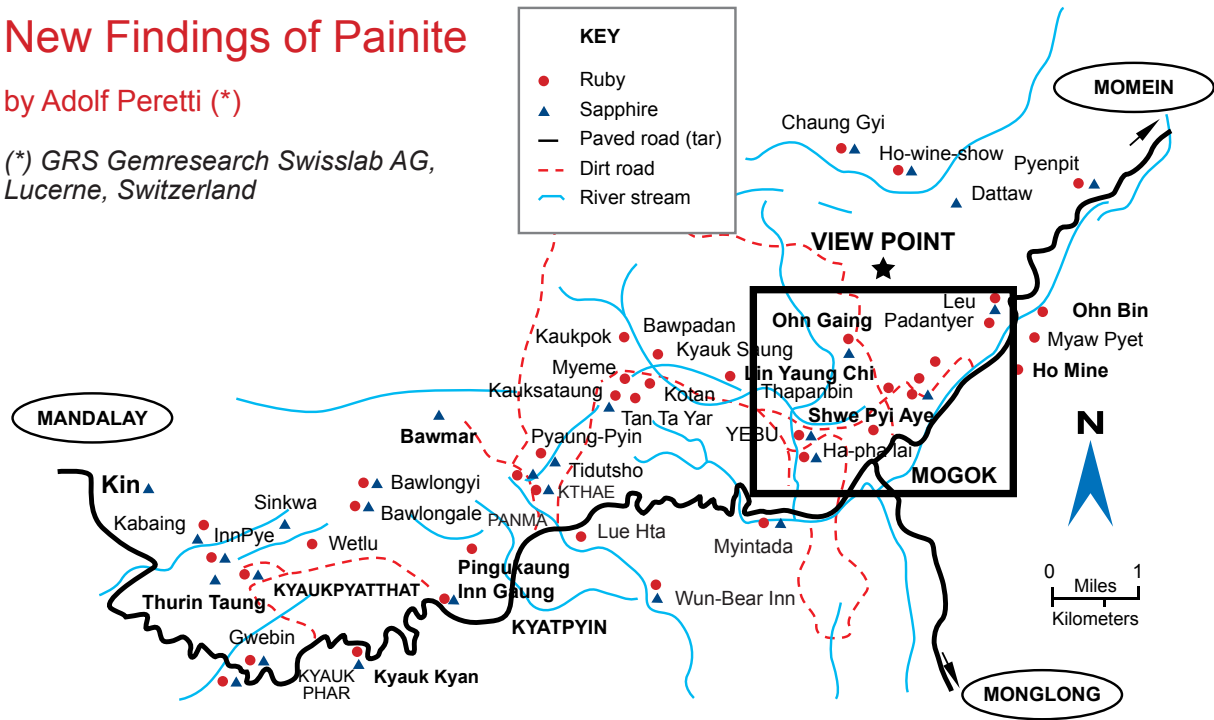 New Findings of Painite
by Adolf Peretti (*)
(*) GRS Gemresearch Swisslab AG,
Lucerne, Switzerland
KEY
Ruby
Sapphire
Paved road (tar)
Dirt road
River stream
MOMEIN
Chaung Gyi
Ho-wine-show
Pyenpit
Dattaw
VIEW POINT
Leu
Padantyer
Ohn Bin
Myaw Pyet
Ho Mine
Ohn Gaing
Bawpadan
Kaukpok
Kyauk Saung
Lin Yaung Chi
Myeme
Kauksataung
Kotan
Thapanbin
Tan Ta Yar
Shwe Pyi Aye
MANDALAY
Bawmar
Pyaung-Pyin
YEBU
Ha-pha lai
N
Tidutsho
MOGOK
Kin
Bawlongyi
KTHAE
Sinkwa
Bawlongale
PANMA
Kabaing
InnPye
Wetlu
Lue Hta
Myintada
Pingukaung
Inn Gaung
KYAUKPYATTHAT
Thurin Taung
Wun-Bear Inn
KYATPYIN
0 1
Miles
Kilometers
Gwebin
KYAUK
PHAR
Kyauk Kyan
MONGLONG